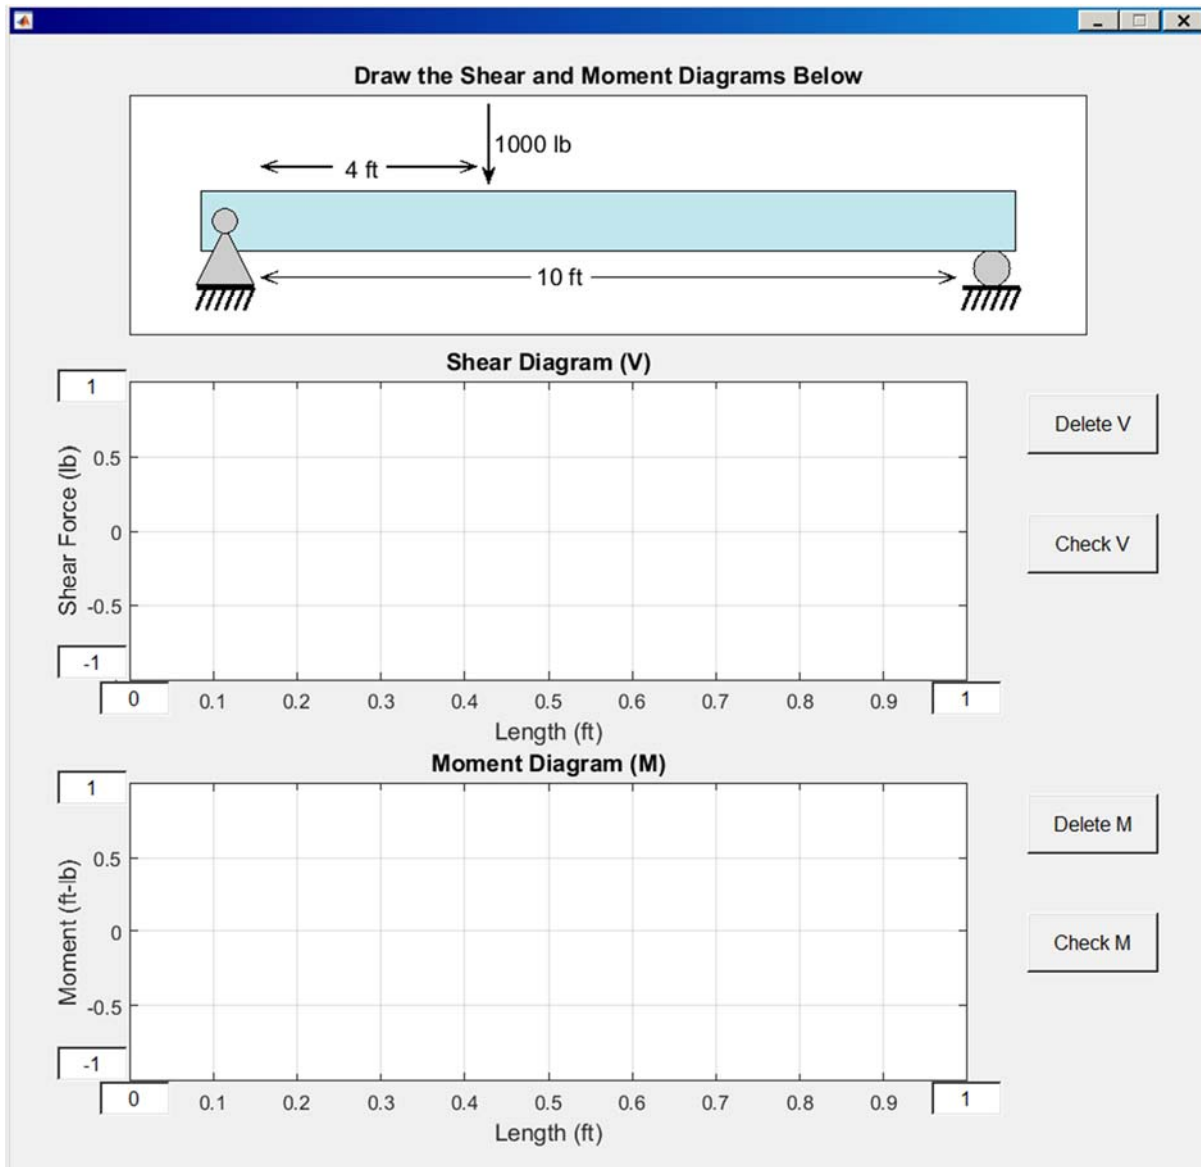 Draw the Shear and Moment Diagrams Below
1000 lb
4 ft
10 ft
Shear Diagram (V)
1
0.5
0
-0.5
-1
Shear Force (lb)
0 0.1 0.2 0.3 0.4 0.5 0.6 0.7 0.8 0.9 1
Length (ft)
Delete V
Check V
Moment Diagram (M)
1
0.5
0
-0.5
-1
Moment (ft-lb)
0 0.1 0.2 0.3 0.4 0.5 0.6 0.7 0.8 0.9 1
Length (ft)
Delete M
Check M